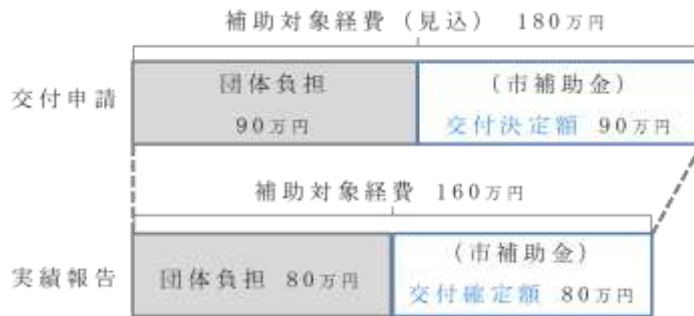 補助対象経費（見込） 180万円
交付申請
団体負担
90万円
（市補助金）
交付決定額 90万円
補助対象経費 160万円
実績報告
団体負担 80万円
（市補助金）
交付確定額 80万円